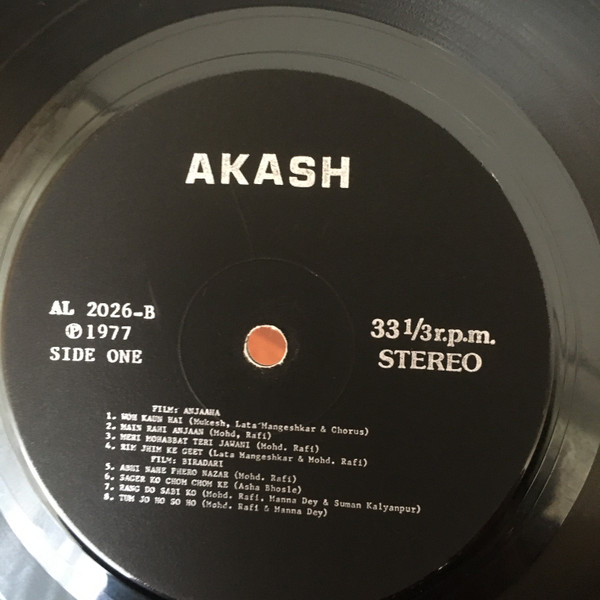 AKASH
AL 2026-B
℗1977
SIDE ONE
33 1/3 r.p.m.
STEREO
FILM: ANJAANA
1. WOH KAUN HAI (Mukesh, Lata Mangeshkar & Chorus)
2. MAIN RAHI ANJAAN (Mohd. Rafi)
3. MERI MOHABBAT TERI JAWANI (Mohd. Rafi)
4. RIM JHIM KE GEET (Lata Mangeshkar & Mohd. Rafi)
FILM: BIRADARI
5. ABHI NAHE PHERO NAZAR (Mohd. Rafi)
6. SAGER KO CHOM CHOM KE (Asha Bhosle)
7. RANG DO SABI KO (Mohd. Rafi, Manna Dey & Suman Kalyanpur)
8. TUM JO HO SO HO (Mohd. Rafi & Manna Dey)